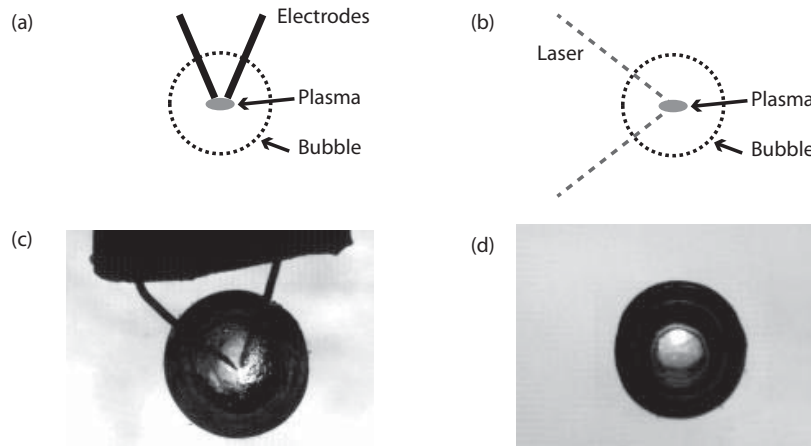 (a)
Electrodes
Plasma
Bubble
(b)
Laser
Plasma
Bubble
(c)
(d)